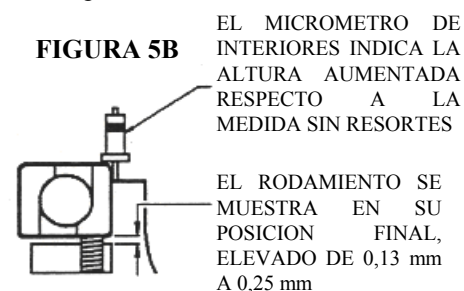 FIGURA 5B
EL MICROMETRO DE
INTERIORES INDICA LA
ALTURA AUMENTADA
RESPECTO A LA
MEDIDA SIN RESORTES
EL RODAMIENTO SE
MUESTRA EN SU
POSICION FINAL,
ELEVADO DE 0,13 mm
A 0,25 mm